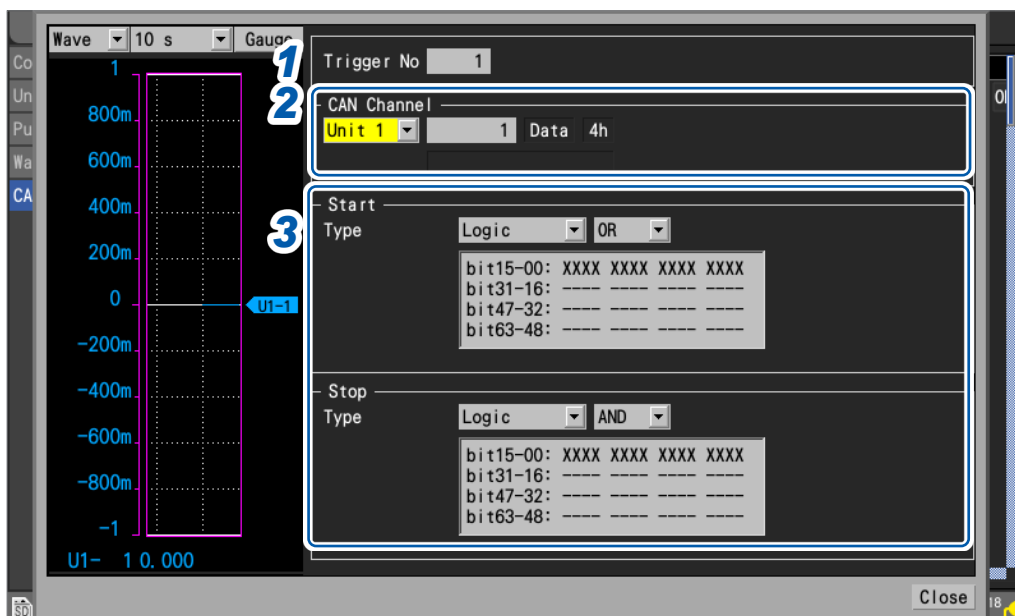 Wave 10 s Gauge
1
800m
600m
400m
200m
0
-200m
-400m
-600m
-800m
-1
U1-1
U1- 1 0.000
1
Trigger No 1
2
CAN Channel
Unit 1 1 Data 4h
3
Start
Type Logic OR
bit15-00: XXXX XXXX XXXX XXXX
bit31-16: ---- ---- ---- ----
bit47-32: ---- ---- ---- ----
bit63-48: ---- ---- ---- ----
Stop
Type Logic AND
bit15-00: XXXX XXXX XXXX XXXX
bit31-16: ---- ---- ---- ----
bit47-32: ---- ---- ---- ----
bit63-48: ---- ---- ---- ----
Close
Co
Un
Pu
Wa
CA
SD
18